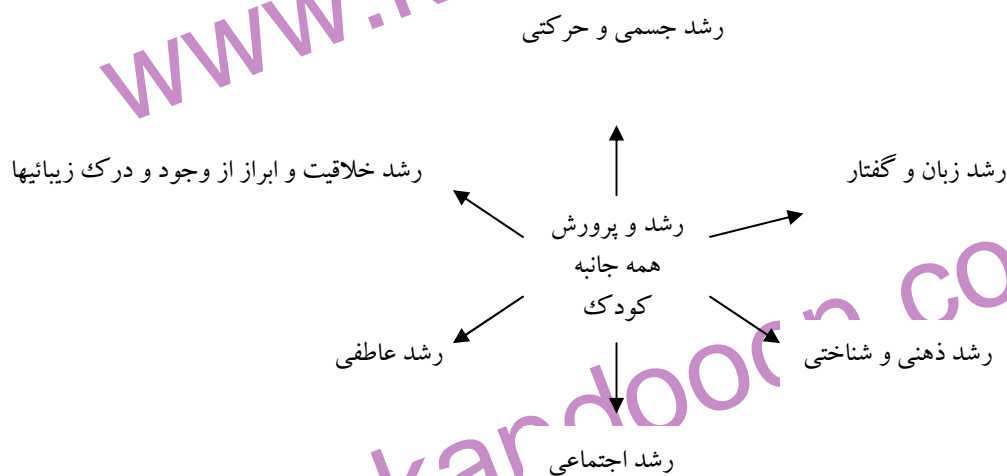 رشد جسمی و حرکتی
رشد زبان و گفتار
رشد خلاقیت و ابراز از وجود و درک زیبائیها
رشد و پرورش
همه جانبه
کودک
رشد ذهنی و شناختی
رشد عاطفی
رشد اجتماعی